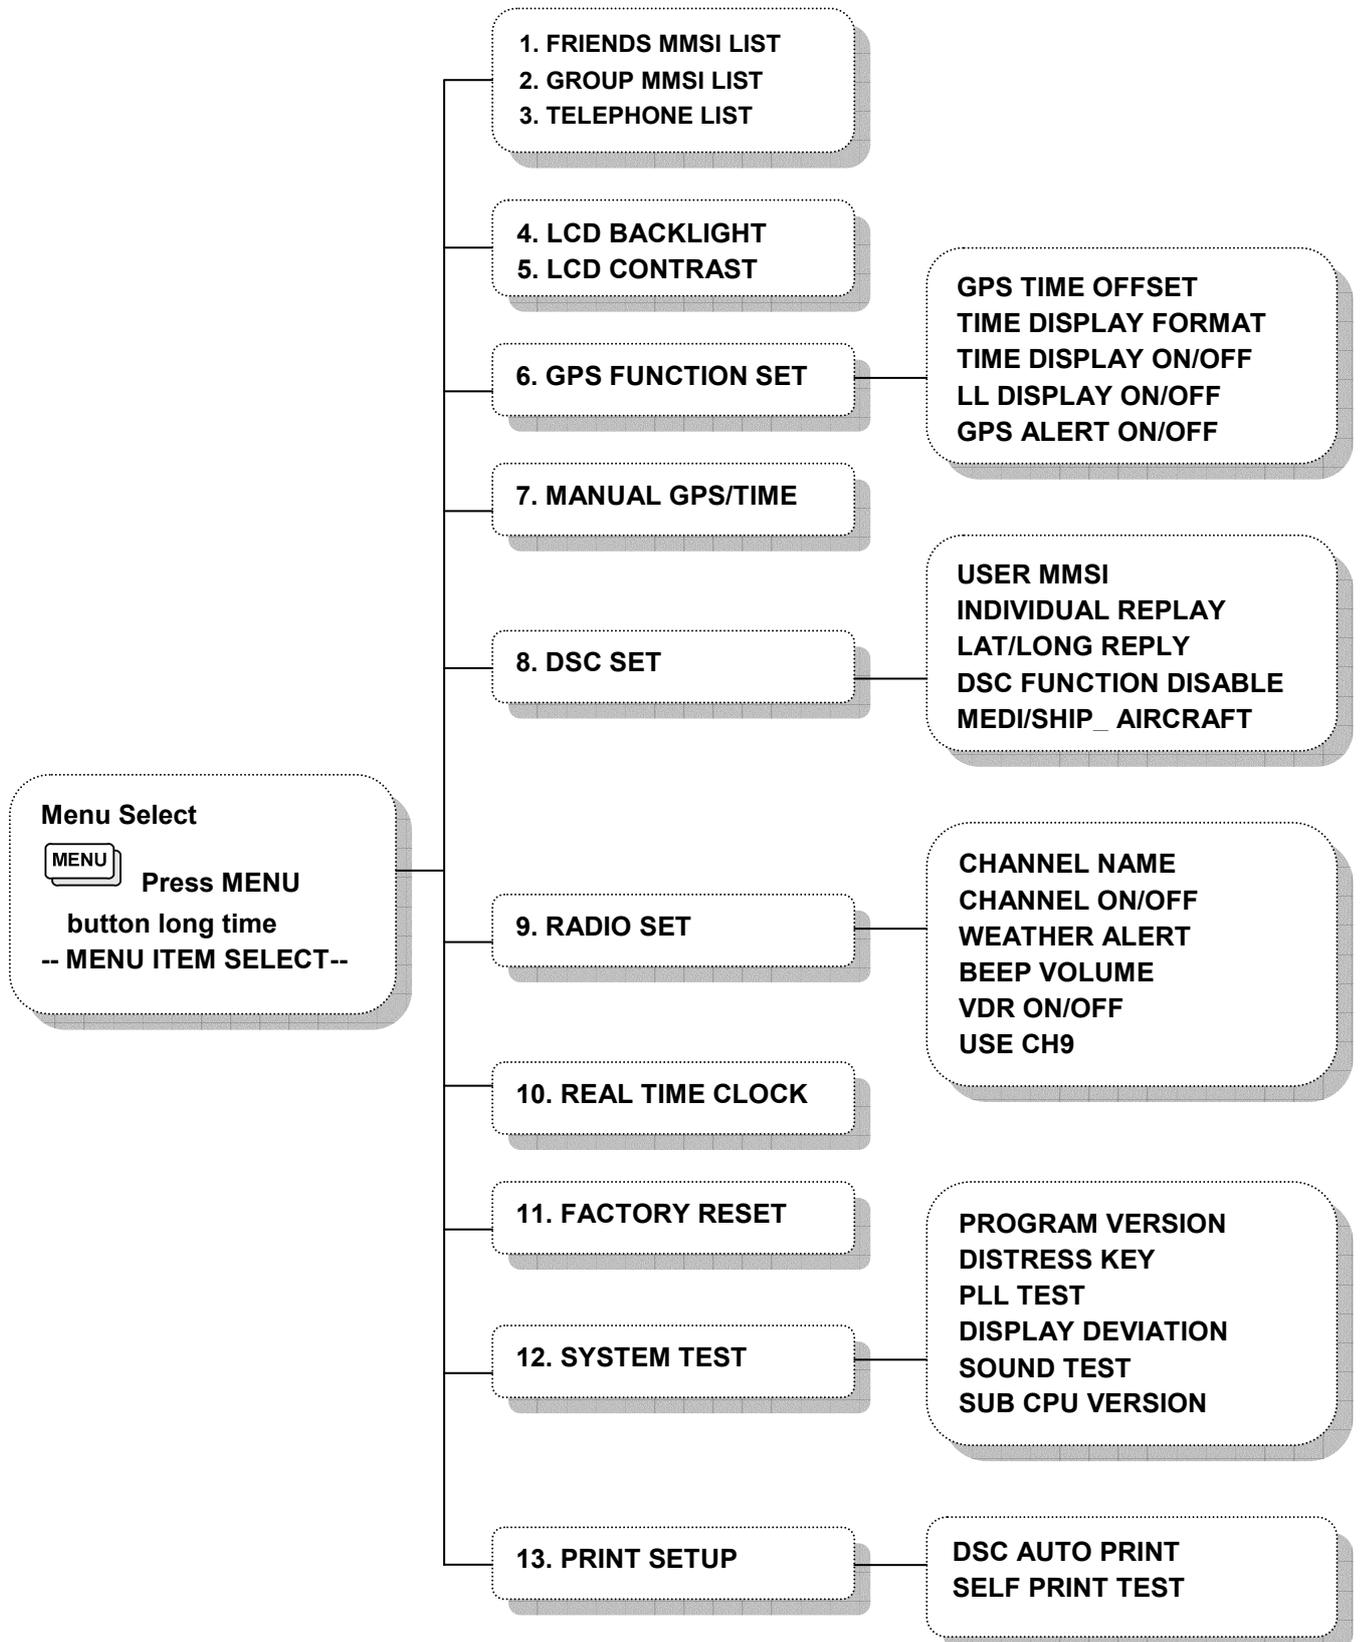 Menu Select
MENU
Press MENU
button long time
-- MENU ITEM SELECT--
1. FRIENDS MMSI LIST
2. GROUP MMSI LIST
3. TELEPHONE LIST
4. LCD BACKLIGHT
5. LCD CONTRAST
6. GPS FUNCTION SET
GPS TIME OFFSET
TIME DISPLAY FORMAT
TIME DISPLAY ON/OFF
LL DISPLAY ON/OFF
GPS ALERT ON/OFF
7. MANUAL GPS/TIME
8. DSC SET
USER MMSI
INDIVIDUAL REPLAY
LAT/LONG REPLY
DSC FUNCTION DISABLE
MEDI/SHIP_ AIRCRAFT
9. RADIO SET
CHANNEL NAME
CHANNEL ON/OFF
WEATHER ALERT
BEEP VOLUME
VDR ON/OFF
USE CH9
10. REAL TIME CLOCK
11. FACTORY RESET
12. SYSTEM TEST
PROGRAM VERSION
DISTRESS KEY
PLL TEST
DISPLAY DEVIATION
SOUND TEST
SUB CPU VERSION
13. PRINT SETUP
DSC AUTO PRINT
SELF PRINT TEST